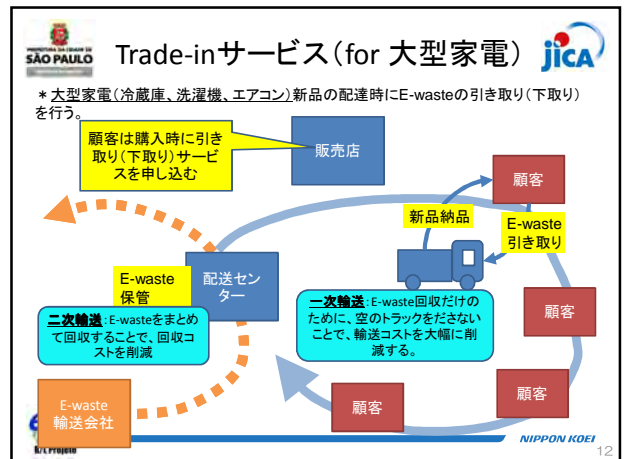 PREFEITURA DA CIDADE DE
SÃO PAULO
Trade-inサービス(for 大型家電)
jICA
＊大型家電(冷蔵庫、洗濯機、エアコン)新品の配達時にE-wasteの引き取り(下取り)
を行う。
顧客は購入時に引き
取り(下取り)サービ
スを申し込む
販売店
顧客
新品納品
E-waste
引き取り
E-waste
保管
配送セン
ター
二次輸送:E-wasteをまとめ
て回収することで、回収コ
ストを削減
一次輸送:E-waste回収だけの
ために、空のトラックをださない
ことで、輸送コストを大幅に削
減する。
顧客
顧客
顧客
E-waste
輸送会社
NIPPON KOEI
12